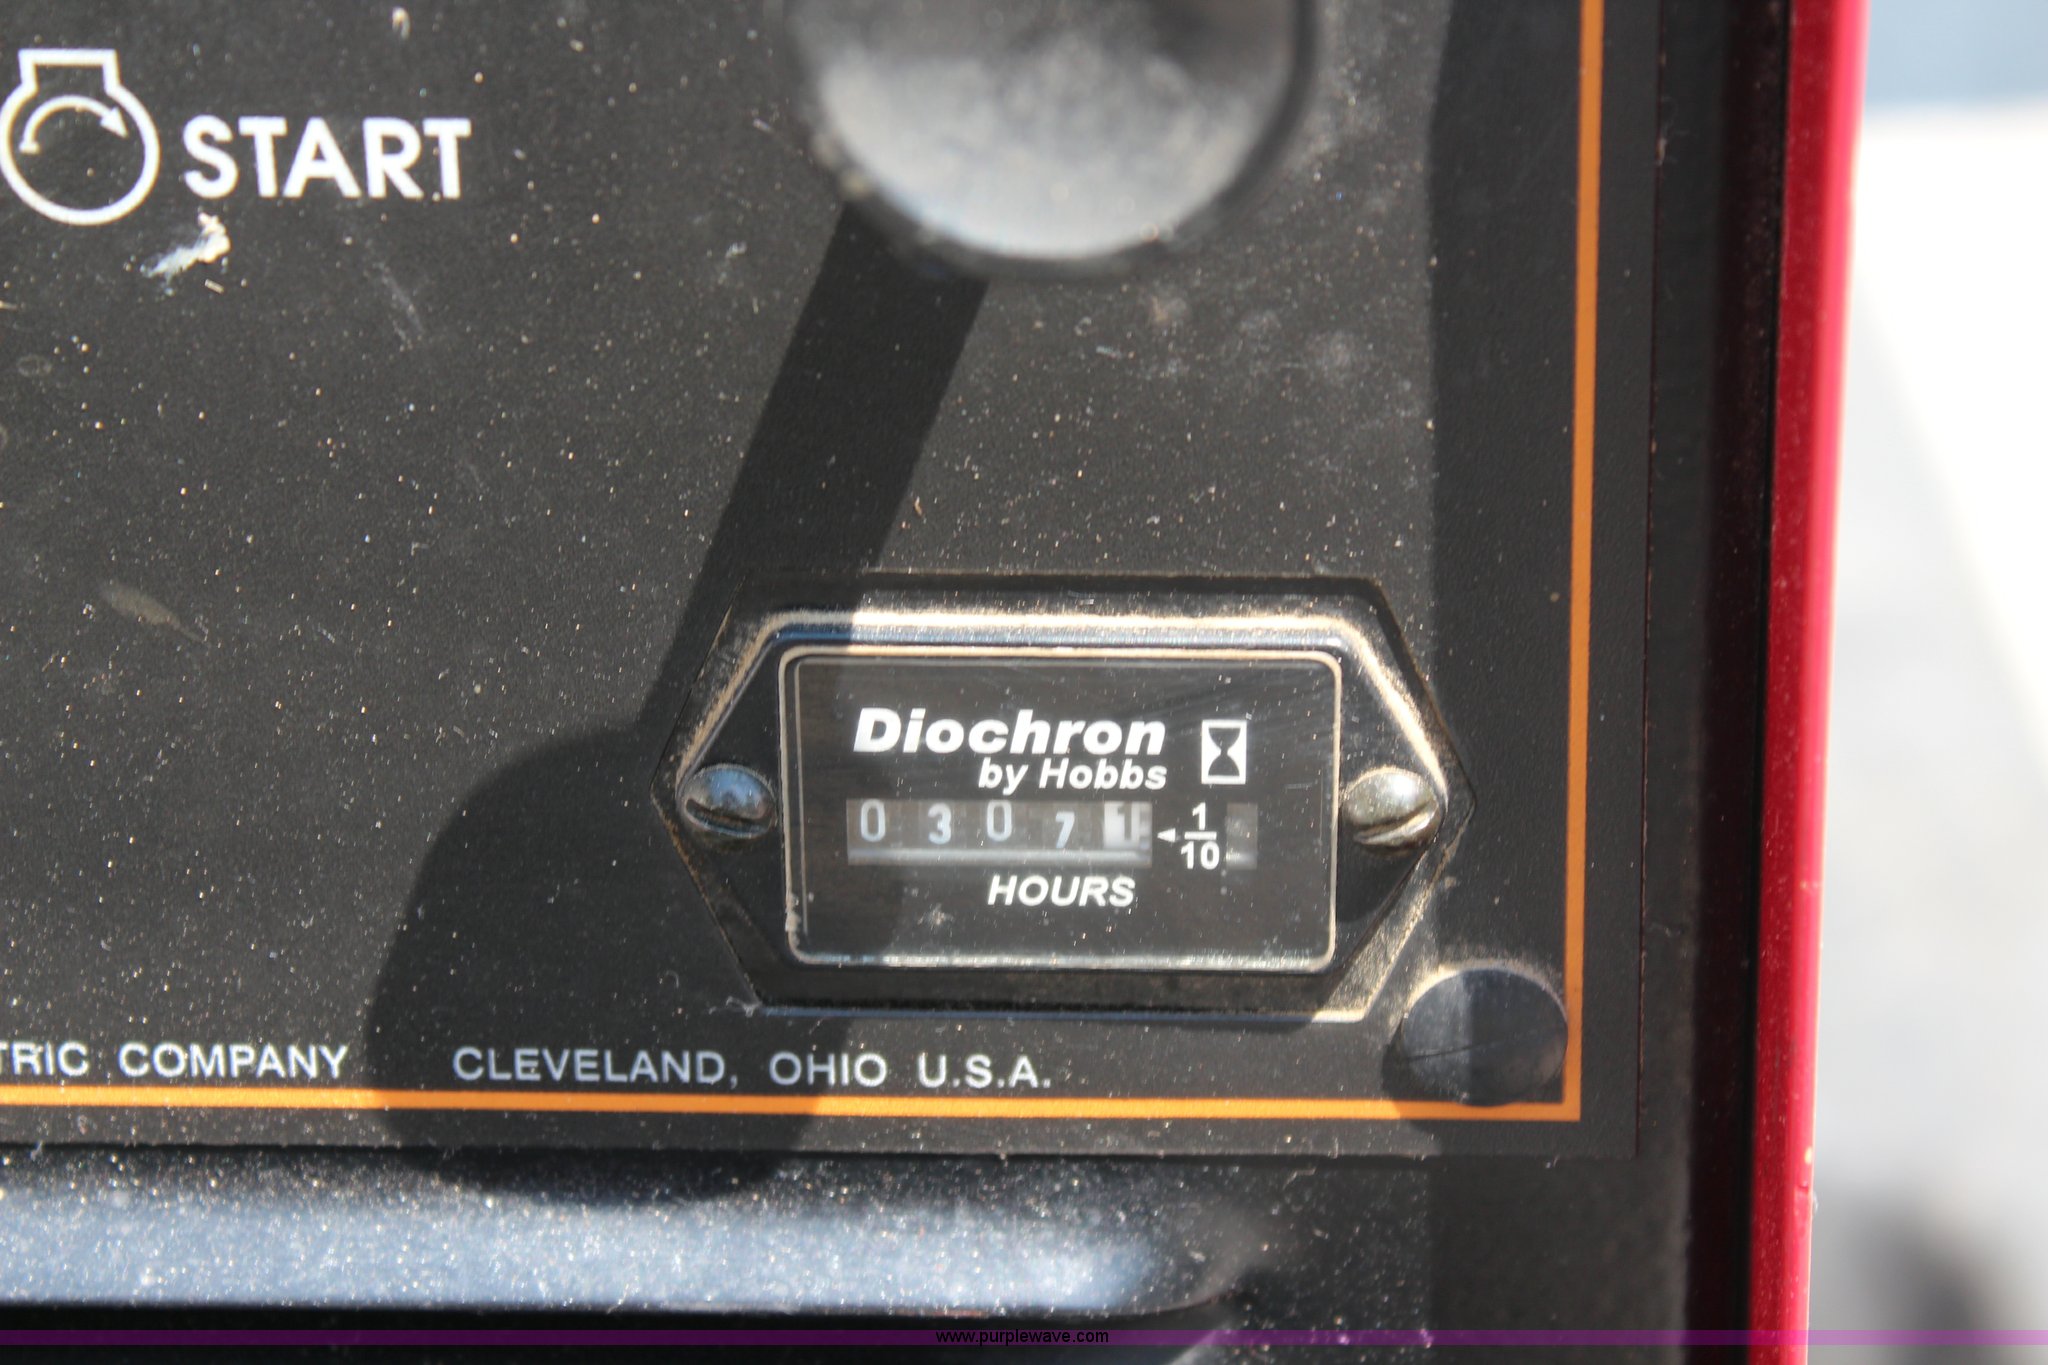 START
Diochron
by Hobbs
0 3 0 7 1 1/10
HOURS
TRIC COMPANY CLEVELAND, OHIO U.S.A.
www.purplewave.com